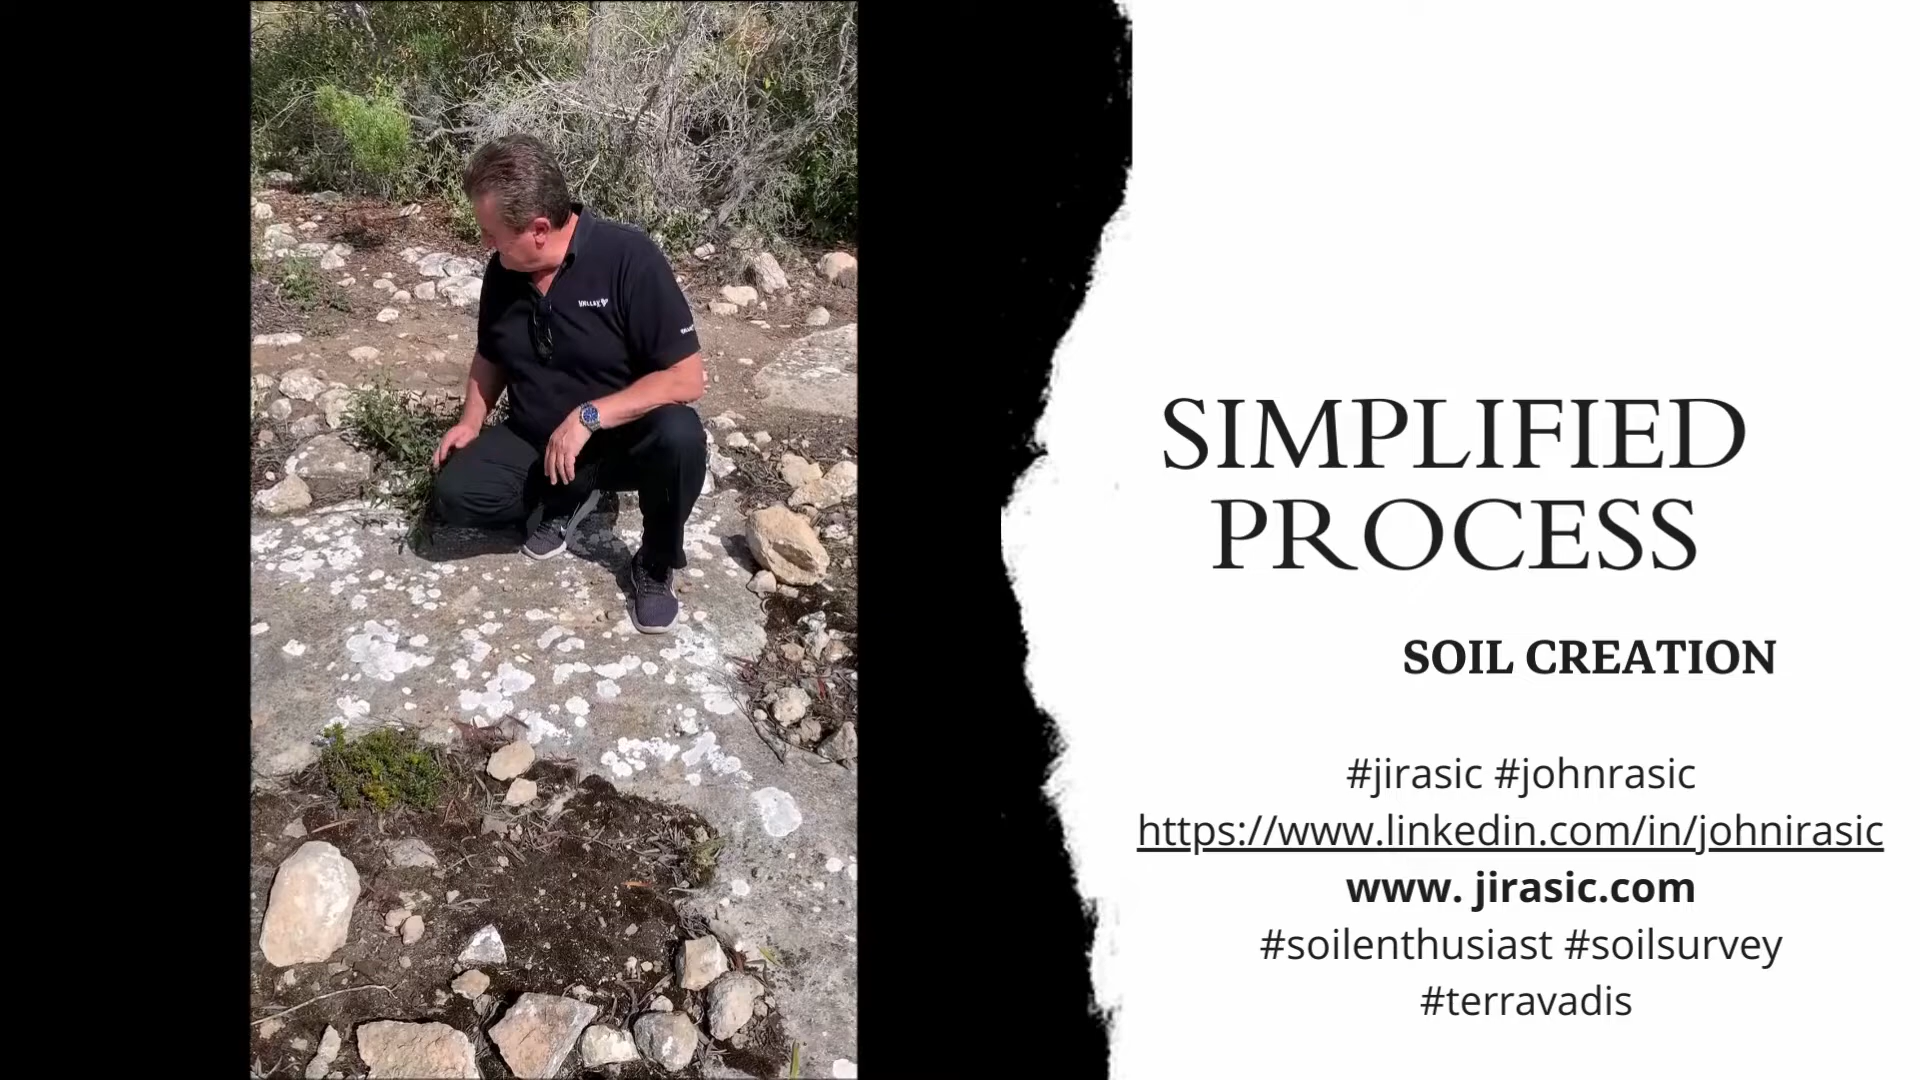 SIMPLIFIED
PROCESS
SOIL CREATION
#jirasic #johnrasic
https://www.linkedin.com/in/johnirasic
www. jirasic.com
#soilenthusiast #soilsurvey
#terravadis